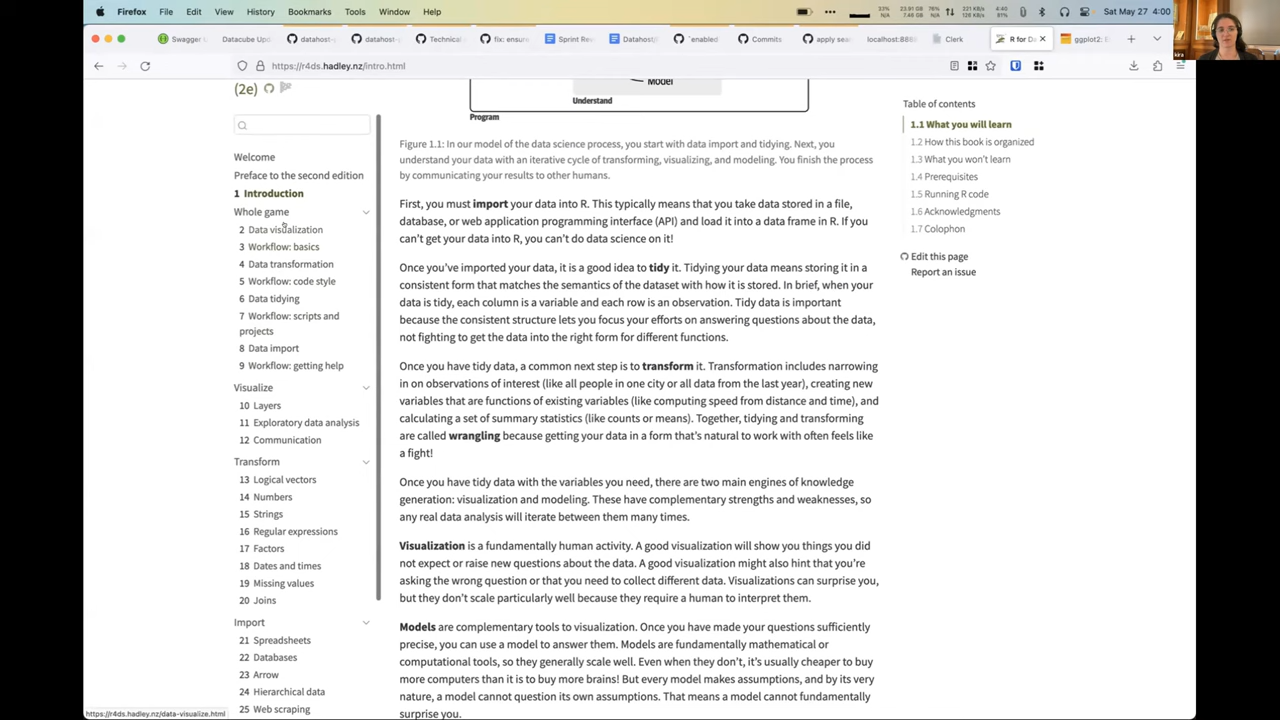 Firefox File Edit View History Bookmarks Tools Window Help
Sat May 27 4:00
Swagger U
Datacube Upd
datahost-
datahost-
Technical
fix: ensure
Sprint Rev
Datahost/
`enabled
Commits
apply sear
localhost:888
Clerk
R for Da
ggplot2: E
https://r4ds.hadley.nz/intro.html
(2e)
Welcome
Preface to the second edition
1 Introduction
Whole game
2 Data visualization
3 Workflow: basics
4 Data transformation
5 Workflow: code style
6 Data tidying
7 Workflow: scripts and
projects
8 Data import
9 Workflow: getting help
Visualize
10 Layers
11 Exploratory data analysis
12 Communication
Transform
13 Logical vectors
14 Numbers
15 Strings
16 Regular expressions
17 Factors
18 Dates and times
19 Missing values
20 Joins
Import
21 Spreadsheets
22 Databases
23 Arrow
24 Hierarchical data
25 Web scraping
https://r4ds.hadley.nz/data-visualize.html
Model
Understand
Program
Figure 1.1: In our model of the data science process, you start with data import and tidying. Next, you
understand your data with an iterative cycle of transforming, visualizing, and modeling. You finish the process
by communicating your results to other humans.
First, you must import your data into R. This typically means that you take data stored in a file,
database, or web application programming interface (API) and load it into a data frame in R. If you
can't get your data into R, you can't do data science on it!
Once you've imported your data, it is a good idea to tidy it. Tidying your data means storing it in a
consistent form that matches the semantics of the dataset with how it is stored. In brief, when your
data is tidy, each column is a variable and each row is an observation. Tidy data is important
because the consistent structure lets you focus your efforts on answering questions about the data,
not fighting to get the data into the right form for different functions.
Once you have tidy data, a common next step is to transform it. Transformation includes narrowing
in on observations of interest (like all people in one city or all data from the last year), creating new
variables that are functions of existing variables (like computing speed from distance and time), and
calculating a set of summary statistics (like counts or means). Together, tidying and transforming
are called wrangling because getting your data in a form that's natural to work with often feels like
a fight!
Once you have tidy data with the variables you need, there are two main engines of knowledge
generation: visualization and modeling. These have complementary strengths and weaknesses, so
any real data analysis will iterate between them many times.
Visualization is a fundamentally human activity. A good visualization will show you things you did
not expect or raise new questions about the data. A good visualization might also hint that you're
asking the wrong question or that you need to collect different data. Visualizations can surprise you,
but they don't scale particularly well because they require a human to interpret them.
Models are complementary tools to visualization. Once you have made your questions sufficiently
precise, you can use a model to answer them. Models are fundamentally mathematical or
computational tools, so they generally scale well. Even when they don't, it's usually cheaper to buy
more computers than it is to buy more brains! But every model makes assumptions, and by its very
nature, a model cannot question its own assumptions. That means a model cannot fundamentally
surprise you.
Table of contents
1.1 What you will learn
1.2 How this book is organized
1.3 What you won't learn
1.4 Prerequisites
1.5 Running R code
1.6 Acknowledgments
1.7 Colophon
Edit this page
Report an issue